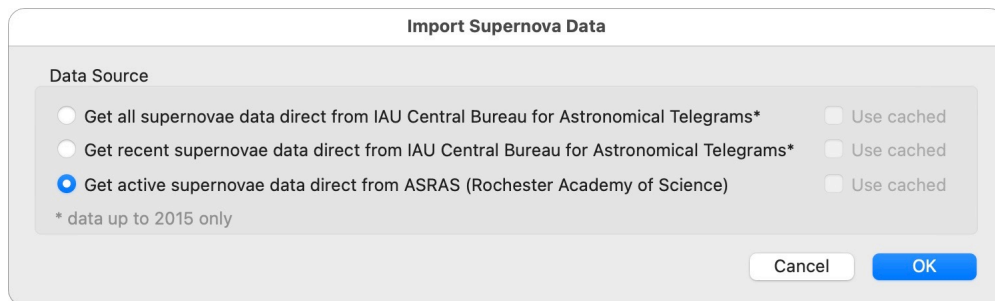 Import Supernova Data
Data Source
Get all supernovae data direct from IAU Central Bureau for Astronomical Telegrams* Use cached
Get recent supernovae data direct from IAU Central Bureau for Astronomical Telegrams* Use cached
Get active supernovae data direct from ASRAS (Rochester Academy of Science) Use cached
* data up to 2015 only
Cancel OK